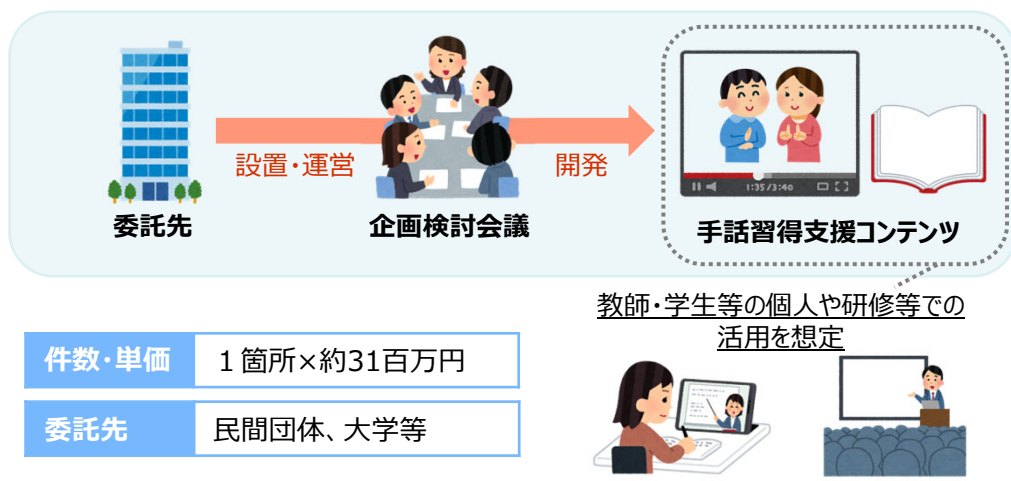 設置・運営
開発
1:35/3:40
委託先
企画検討会議
手話習得支援コンテンツ
教師・学生等の個人や研修等での
活用を想定
件数・単価
１箇所×約31百万円
委託先
民間団体、大学等